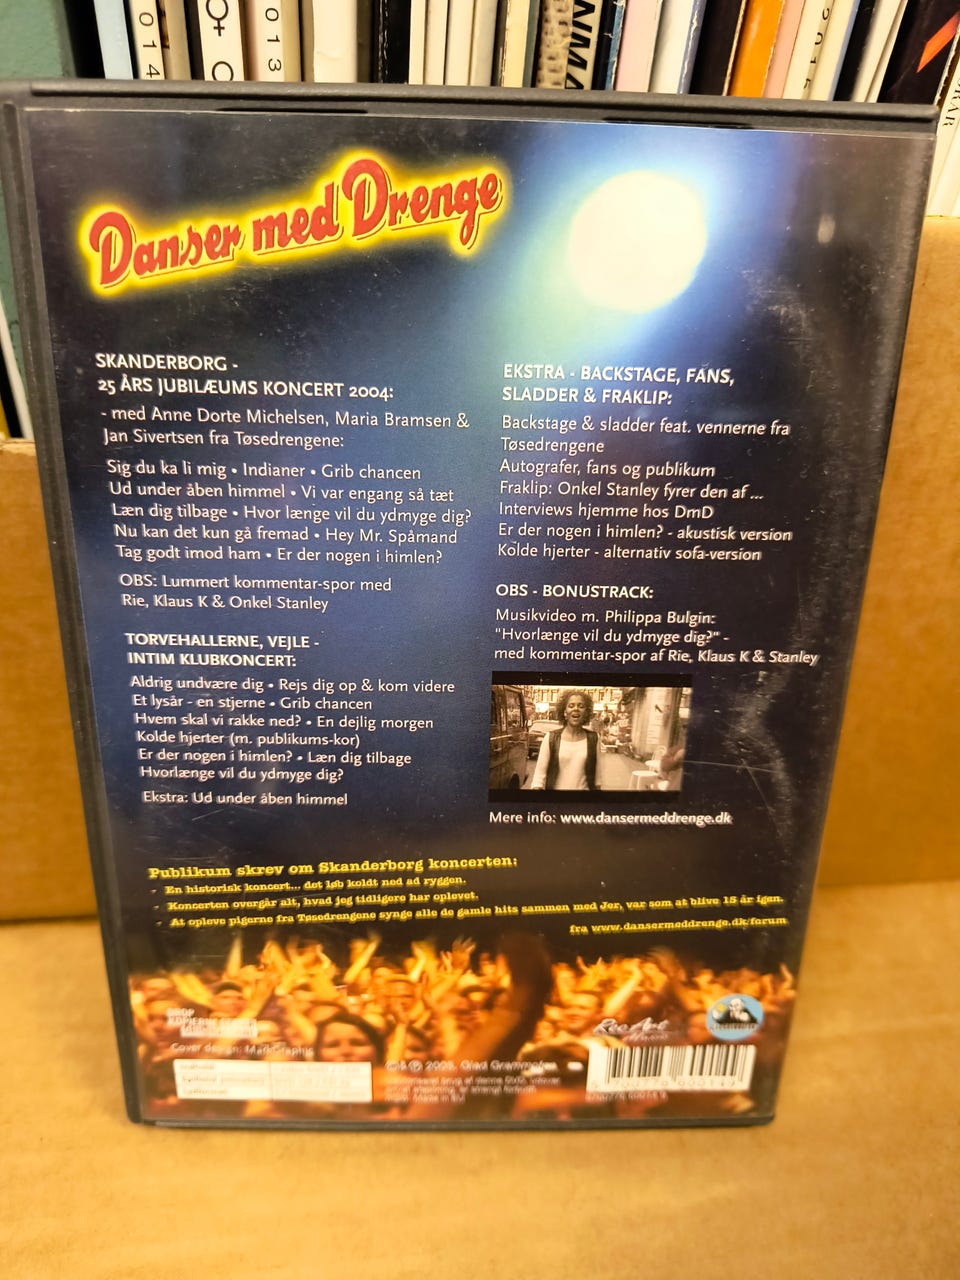 014
013
2015
Danser med Drenge
SKANDERBORG -
25 ÅRS JUBILÆUMS KONCERT 2004:
- med Anne Dorte Michelsen, Maria Bramsen &
Jan Sivertsen fra Tøsedrengene:
Sig du ka li mig • Indianer • Grib chancen
Ud under åben himmel • Vi var engang så tæt
Læn dig tilbage • Hvor længe vil du ydmyge dig?
Nu kan det kun gå fremad • Hey Mr. Spåmand
Tag godt imod ham • Er der nogen i himlen?
OBS: Lummert kommentar-spor med
Rie, Klaus K & Onkel Stanley
TORVEHALLERNE, VEJLE -
INTIM KLUBKONCERT:
Aldrig undvære dig • Rejs dig op & kom videre
Et lysår - en stjerne • Grib chancen
Hvem skal vi rakke ned? • En dejlig morgen
Kolde hjerter (m. publikums-kor)
Er der nogen i himlen? • Læn dig tilbage
Hvorlænge vil du ydmyge dig?
Ekstra: Ud under åben himmel
EKSTRA - BACKSTAGE, FANS,
SLADDER & FRAKLIP:
Backstage & sladder feat. vennerne fra
Tøsedrengene
Autografer, fans og publikum
Fraklip: Onkel Stanley fyrer den af ...
Interviews hjemme hos DmD
Er der nogen i himlen? - akustisk version
Kolde hjerter - alternativ sofa-version
OBS - BONUSTRACK:
Musikvideo m. Philippa Bulgin:
"Hvorlænge vil du ydmyge dig?" -
med kommentar-spor af Rie, Klaus K & Stanley
Mere info: www.dansermeddrenge.dk
Publikum skrev om Skanderborg koncerten:
- En historisk koncert... det løb koldt ned ad ryggen.
- Koncerten overgår alt, hvad jeg tidligere har oplevet.
- At opleve pigerne fra Tøsedrengene synge alle de gamle hits sammen med Jer, var som at blive 15 år igen.
fra www.dansermeddrenge.dk/forum
DROP
Cover design: MarkGraphic
RecArt
2005, Glad Grammofon